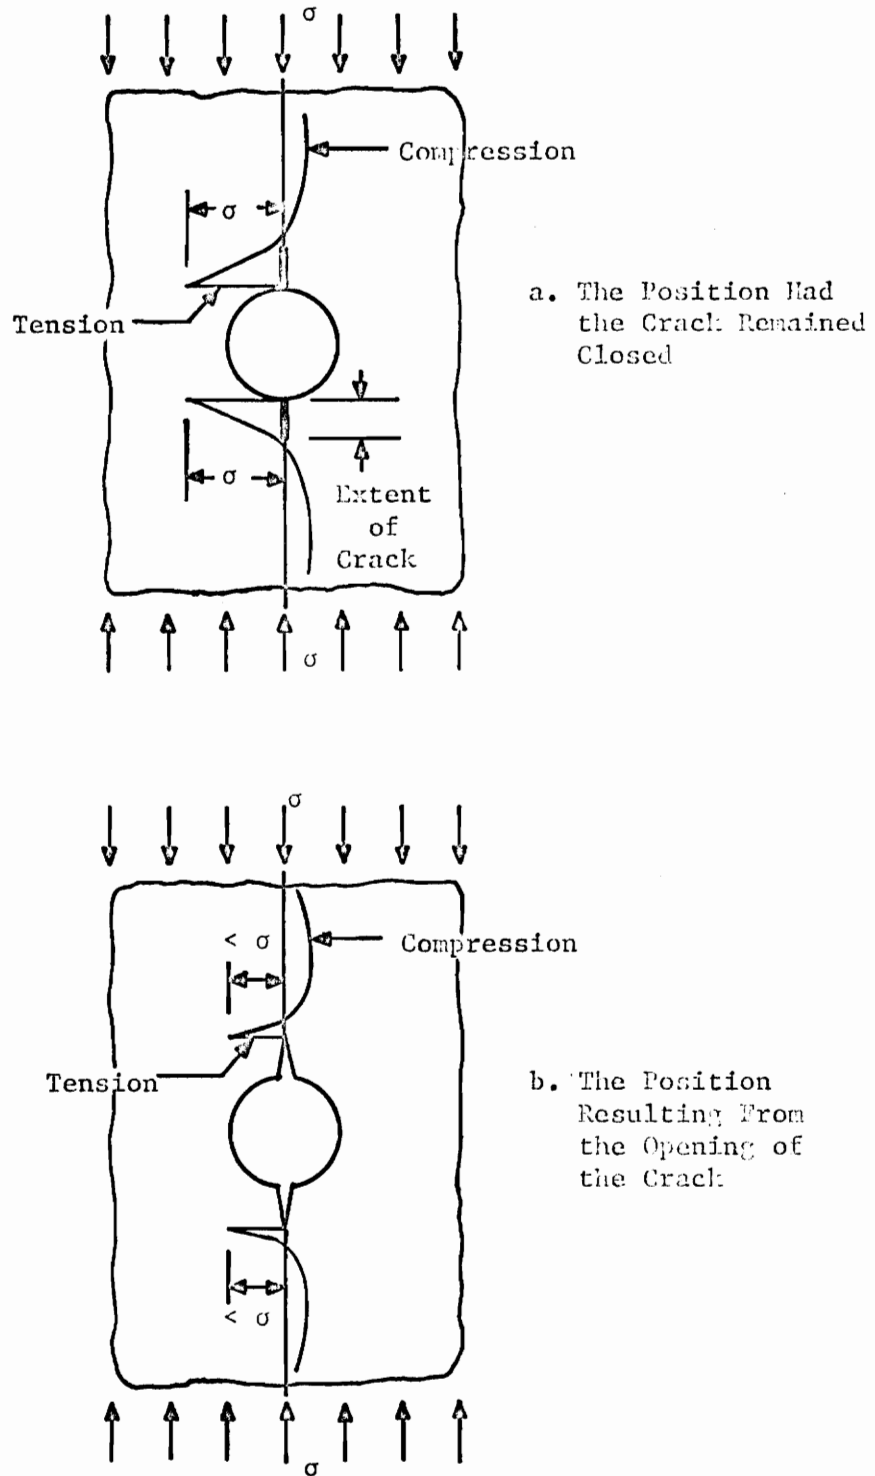 σ
Compression
σ
a. The Position Had
the Crack Remained
Closed
Tension
σ
Extent
of
Crack
σ
σ
< σ
Compression
Tension
b. The Position
Resulting From
the Opening of
the Crack
< σ
σ